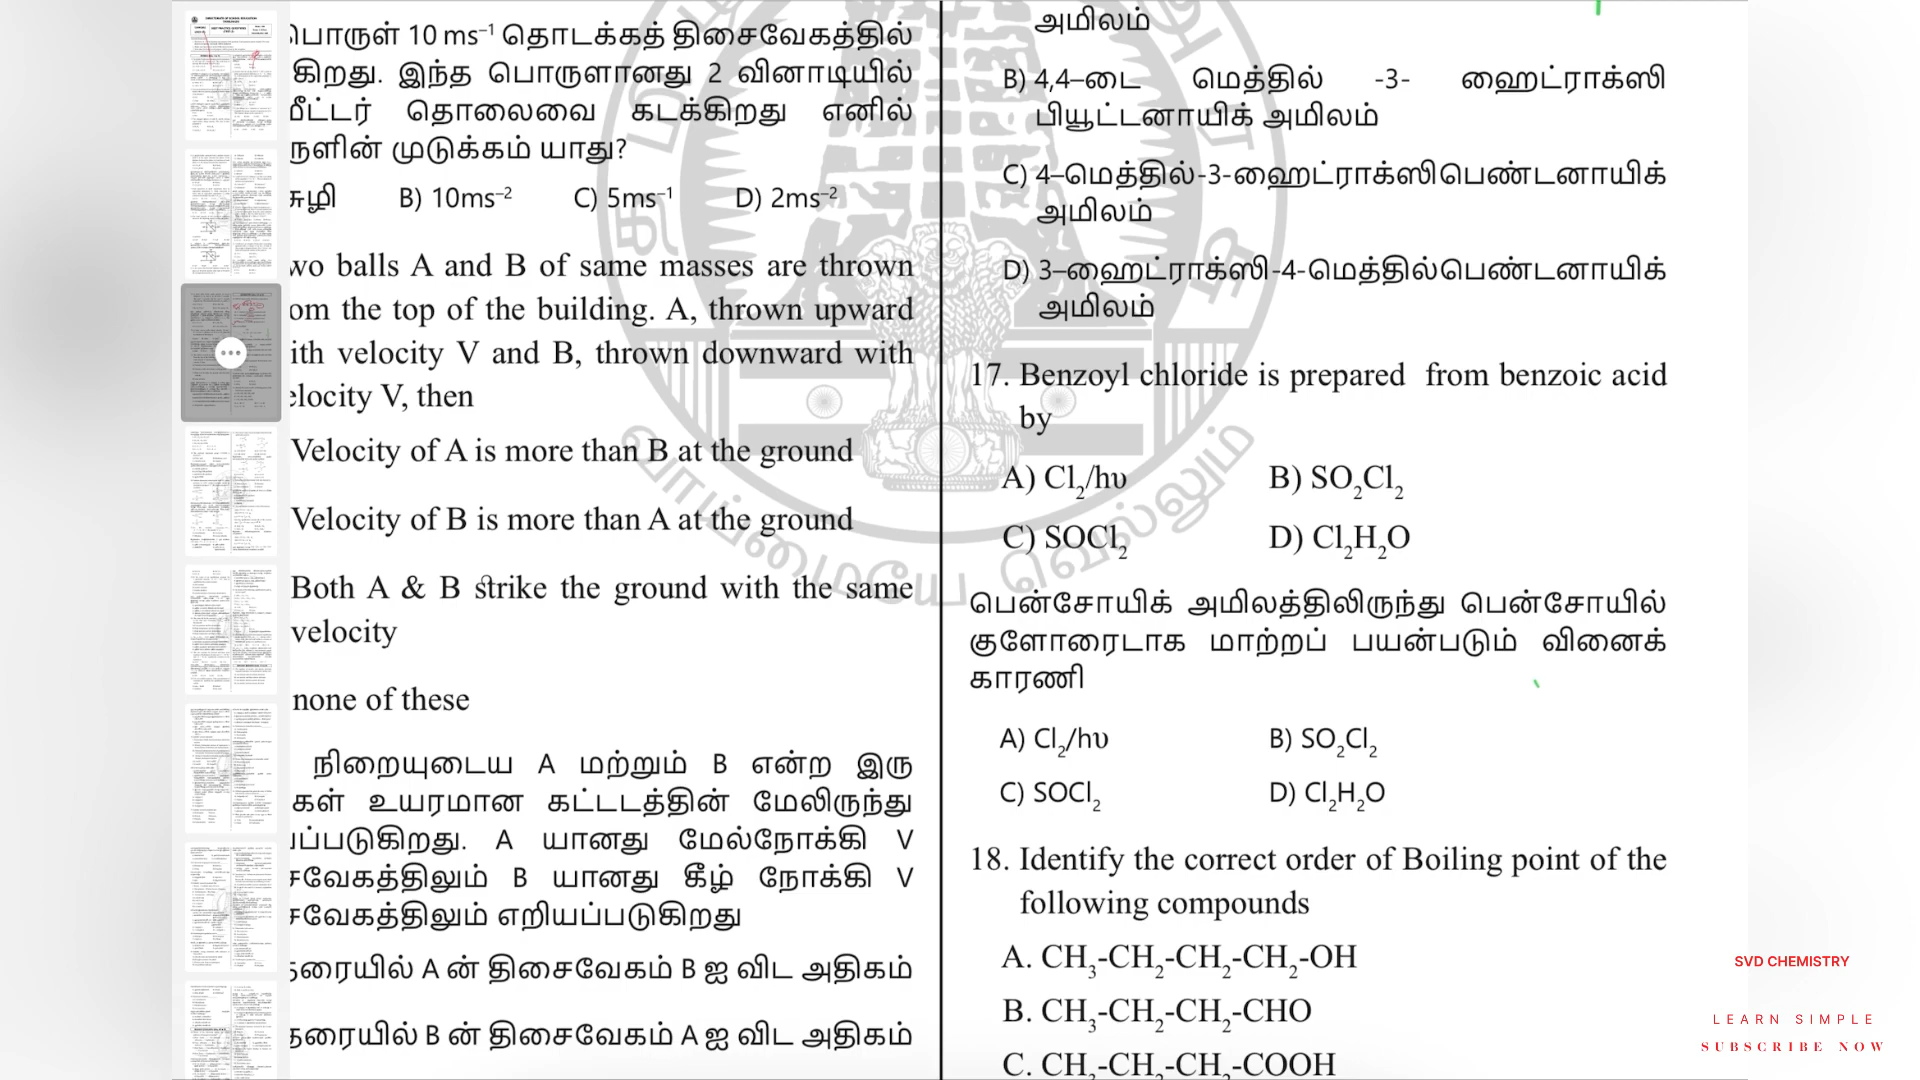 பொருள் 10 ms⁻¹ தொடக்கத் திசைவேகத்தில்
கிறது. இந்த பொருளானது 2 வினாடியில்
மீட்டர் தொலைவை கடக்கிறது எனில்
ருளின் முடுக்கம் யாது?
சுழி B) 10ms⁻² C) 5ms⁻¹ D) 2ms⁻²
wo balls A and B of same masses are thrown
om the top of the building. A, thrown upward
ith velocity V and B, thrown downward with
elocity V, then
Velocity of A is more than B at the ground
Velocity of B is more than A at the ground
Both A & B strike the ground with the same
velocity
none of these
நிறையுடைய A மற்றும் B என்ற இரு
கள் உயரமான கட்டடத்தின் மேலிருந்து
ப்படுகிறது. A யானது மேல்நோக்கி V
சவேகத்திலும் B யானது கீழ் நோக்கி V
சவேகத்திலும் எறியப்படுகிறது
தரையில் A ன் திசைவேகம் B ஐ விட அதிகம்
தரையில் B ன் திசைவேகம் A ஐ விட அதிகம்
அமிலம்
B) 4,4–டை மெத்தில் -3- ஹைட்ராக்ஸி
பியூட்டனாயிக் அமிலம்
C) 4–மெத்தில்-3-ஹைட்ராக்ஸிபெண்டனாயிக்
அமிலம்
D) 3–ஹைட்ராக்ஸி-4-மெத்தில்பெண்டனாயிக்
அமிலம்
17. Benzoyl chloride is prepared from benzoic acid
by
A) Cl₂/hυ B) SO₂Cl₂
C) SOCl₂ D) Cl₂H₂O
பென்சோயிக் அமிலத்திலிருந்து பென்சோயில்
குளோரைடாக மாற்றப் பயன்படும் வினைக்
காரணி
A) Cl₂/hυ B) SO₂Cl₂
C) SOCl₂ D) Cl₂H₂O
18. Identify the correct order of Boiling point of the
following compounds
A. CH₃-CH₂-CH₂-CH₂-OH
B. CH₃-CH₂-CH₂-CHO
C. CH₃-CH₂-CH₂-COOH
வாய்மையே வெல்லும்
SVD CHEMISTRY
LEARN SIMPLE
SUBSCRIBE NOW